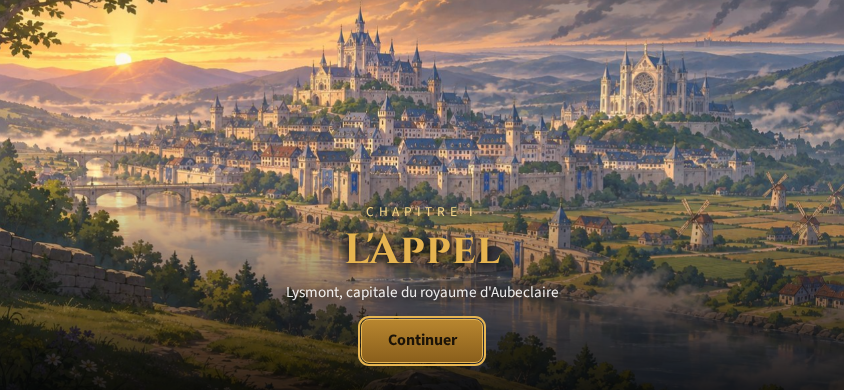 CHAPITRE I
L'APPEL
Lysmont, capitale du royaume d'Aubeclaire
Continuer